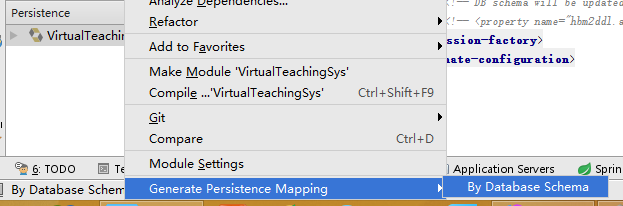 Analyze Dependencies...
Persistence
Refactor
<!-- DB schema will be updated
<!-- <property name="hbm2ddl.a
VirtualTeachin
Add to Favorites
ssion-factory>
nate-configuration>
Make Module 'VirtualTeachingSys'
Compile ...'VirtualTeachingSys' Ctrl+Shift+F9
Git
Compare Ctrl+D
6: TODO
Te
Module Settings
Application Servers
Sprin
By Database Schem
Generate Persistence Mapping
By Database Schema